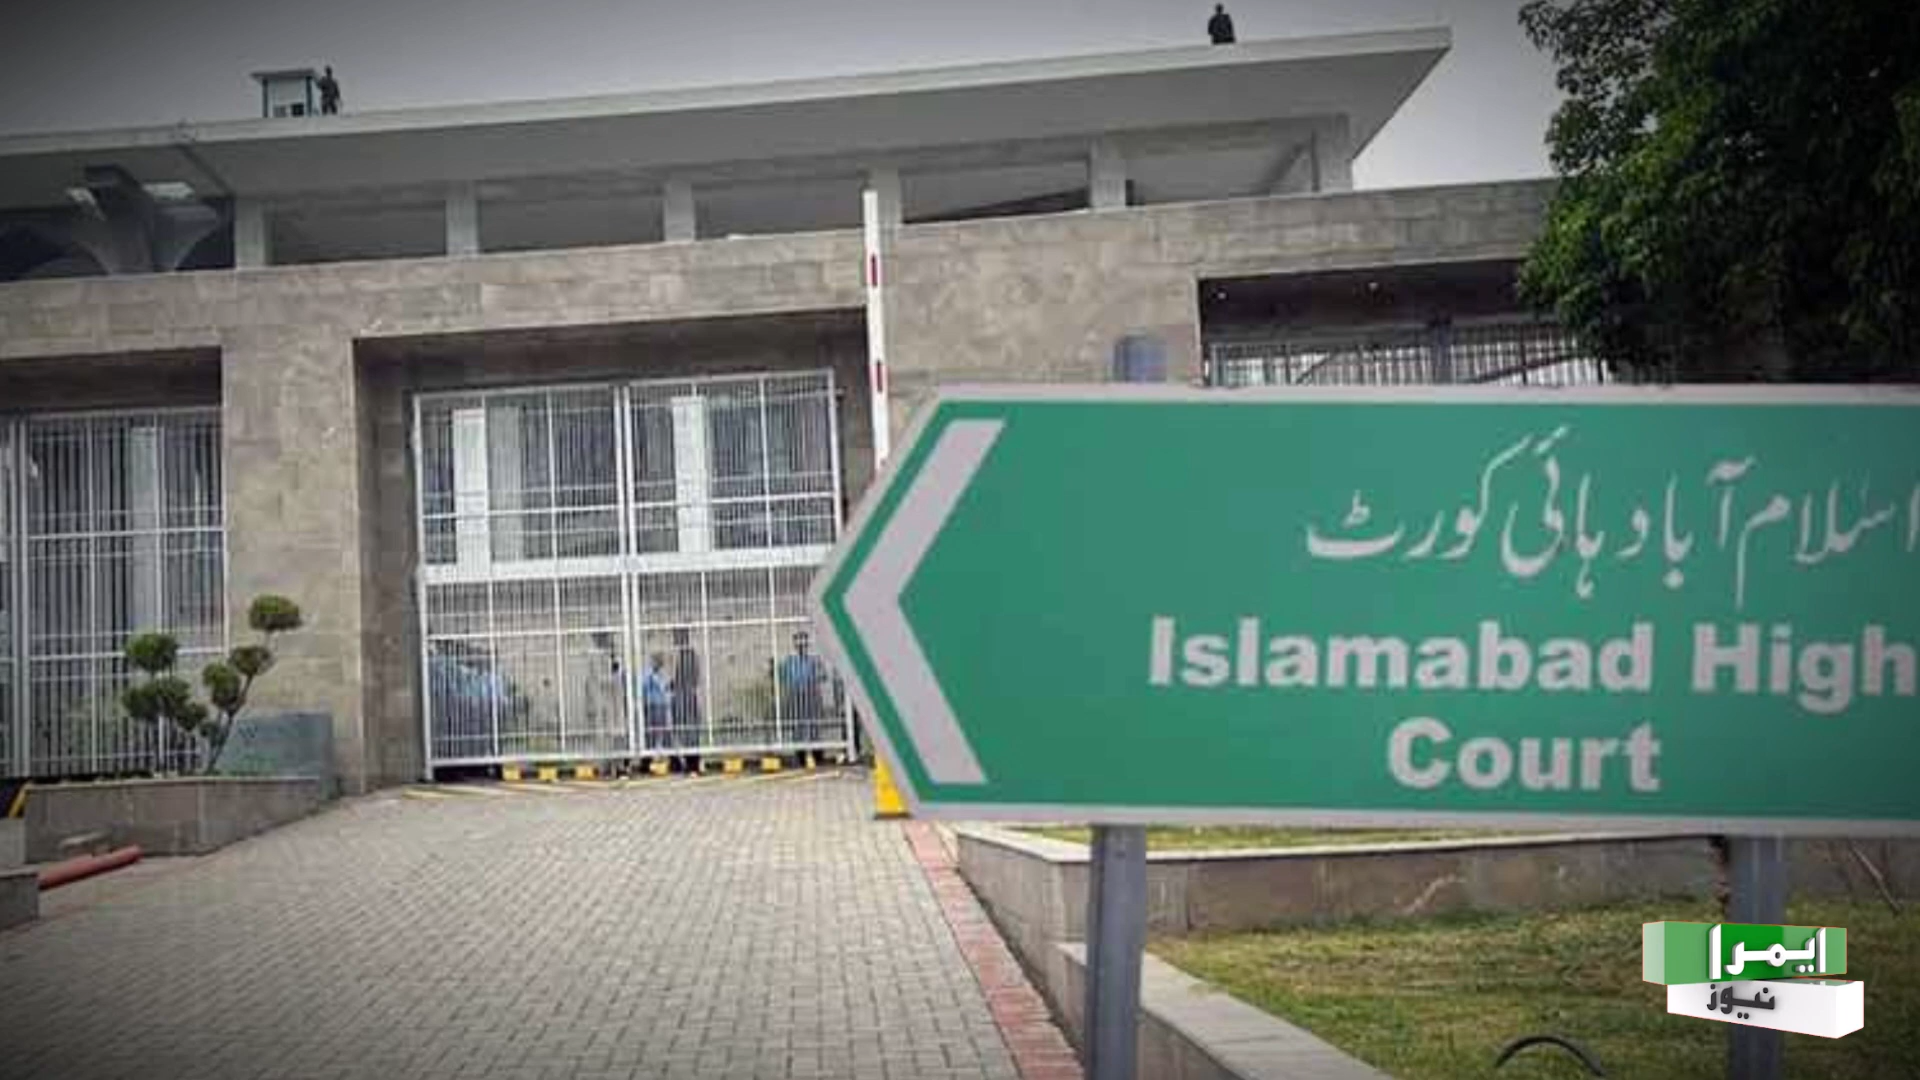 اسلام آباد ہائی کورٹ
Islamabad High
Court
ایمرا
نیوز